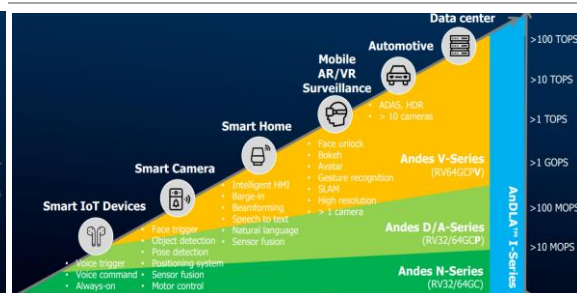 Data center
Automotive
Mobile
AR/VR
Surveillance
Smart Home
Smart Camera
Smart IoT Devices
• ADAS, HDR
• > 10 cameras
• Face unlock
• Bokeh
• Avatar
• Gesture recognition
• SLAM
• High resolution
• > 1 camera
• Intelligent HMI
• Barge-in
• Beamforming
• Speech to text
• Natural language
• Sensor fusion
• Face trigger
• Object detection
• Pose detection
• Positioning system
• Sensor fusion
• Motor control
• Voice trigger
• Voice command
• Always-on
Andes V-Series
(RV64GCPV)
Andes D/A-Series
(RV32/64GCP)
Andes N-Series
(RV32/64GC)
AnDLA™ I-Series
>100 TOPS
>10 TOPS
>1 TOPS
>1 GOPS
>100 MOPS
>10 MOPS